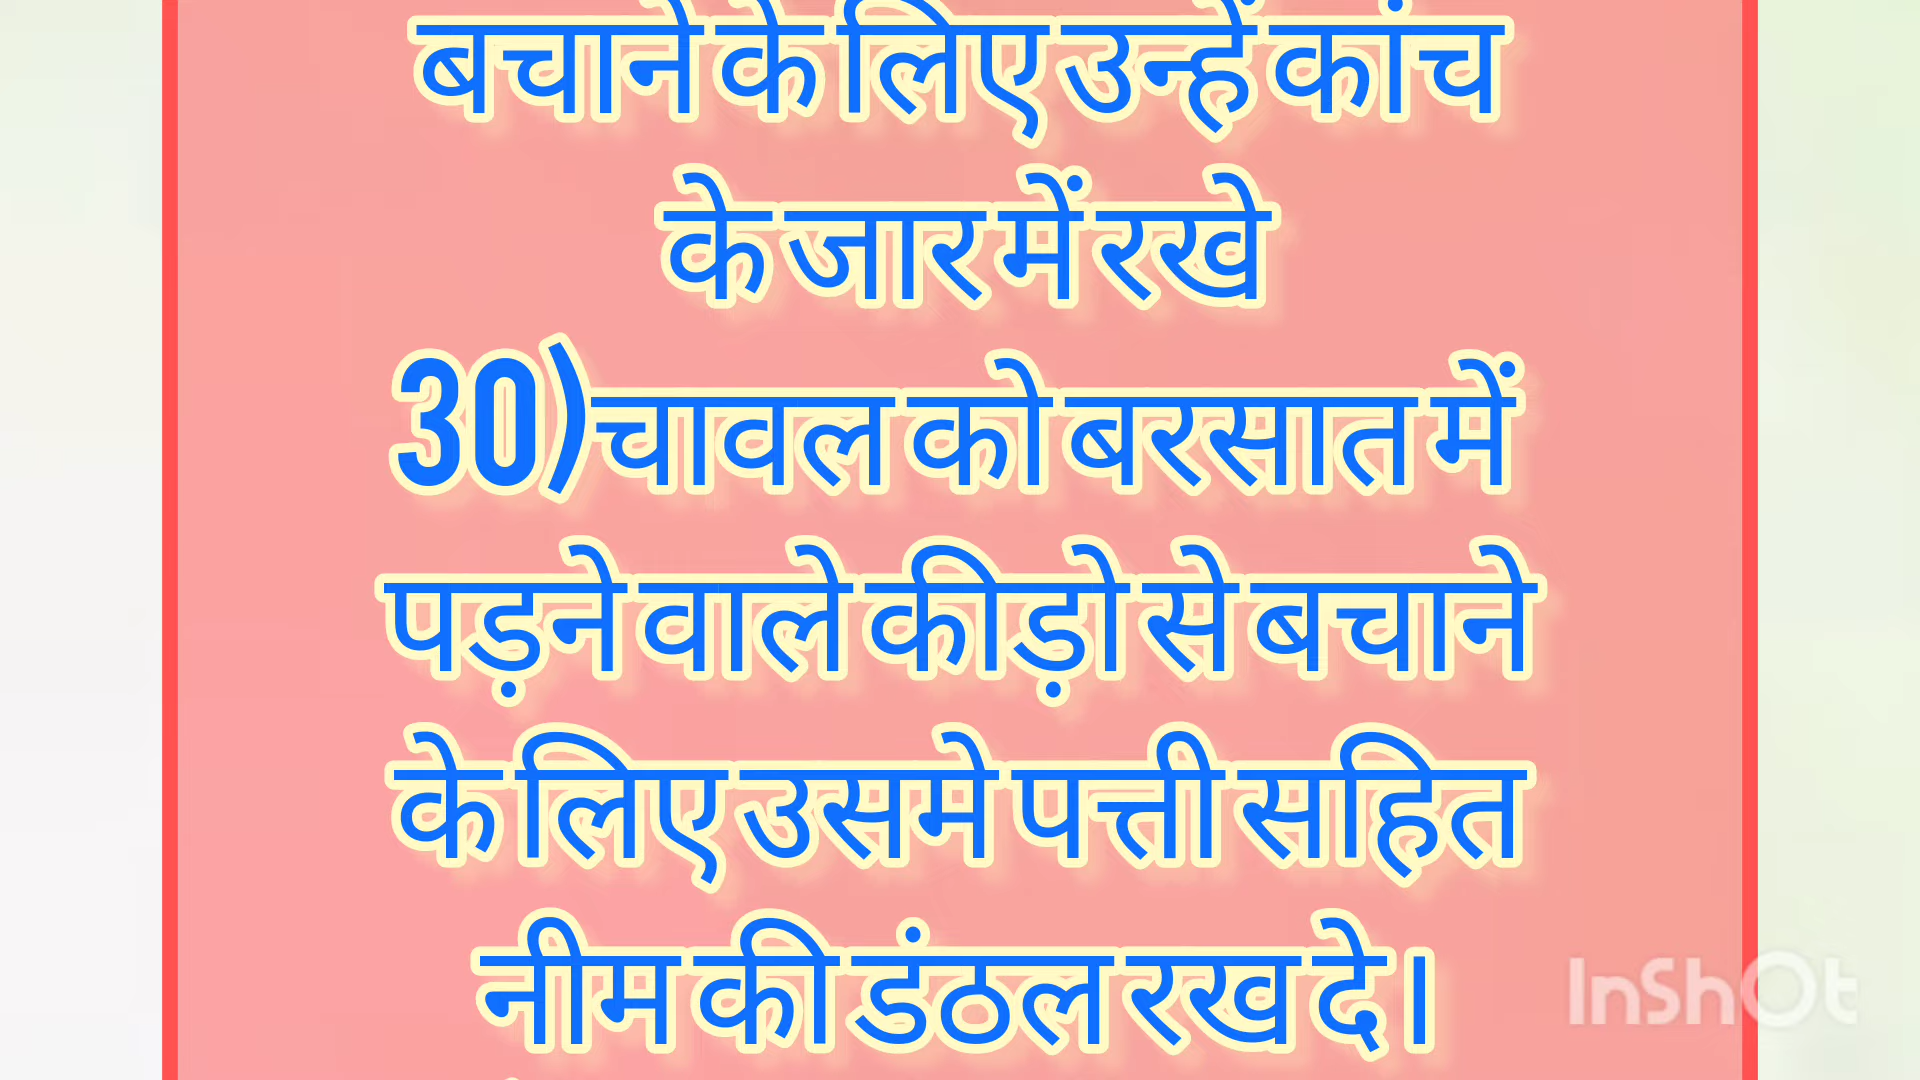 बचाने के लिए उन्हें कांच
के जार में रखे
30)चावल को बरसात में
पड़ने वाले कीड़ो से बचाने
के लिए उसमे पत्ती सहित
नीम की डंठल रख दे।
InShOt